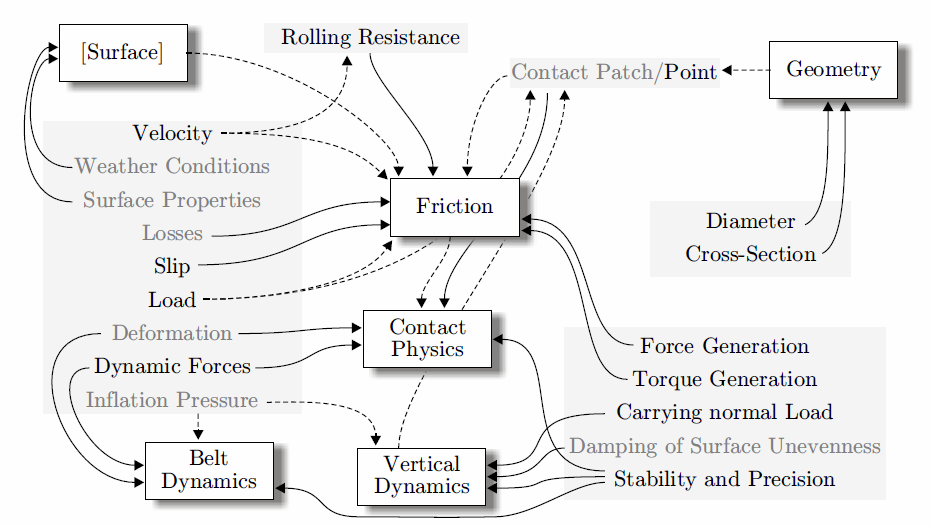 [Surface]
Rolling Resistance
Contact Patch/Point
Geometry
Velocity
Weather Conditions
Surface Properties
Losses
Slip
Load
Deformation
Dynamic Forces
Inflation Pressure
Friction
Diameter
Cross-Section
Contact
Physics
Force Generation
Torque Generation
Carrying normal Load
Damping of Surface Unevenness
Stability and Precision
Belt
Dynamics
Vertical
Dynamics